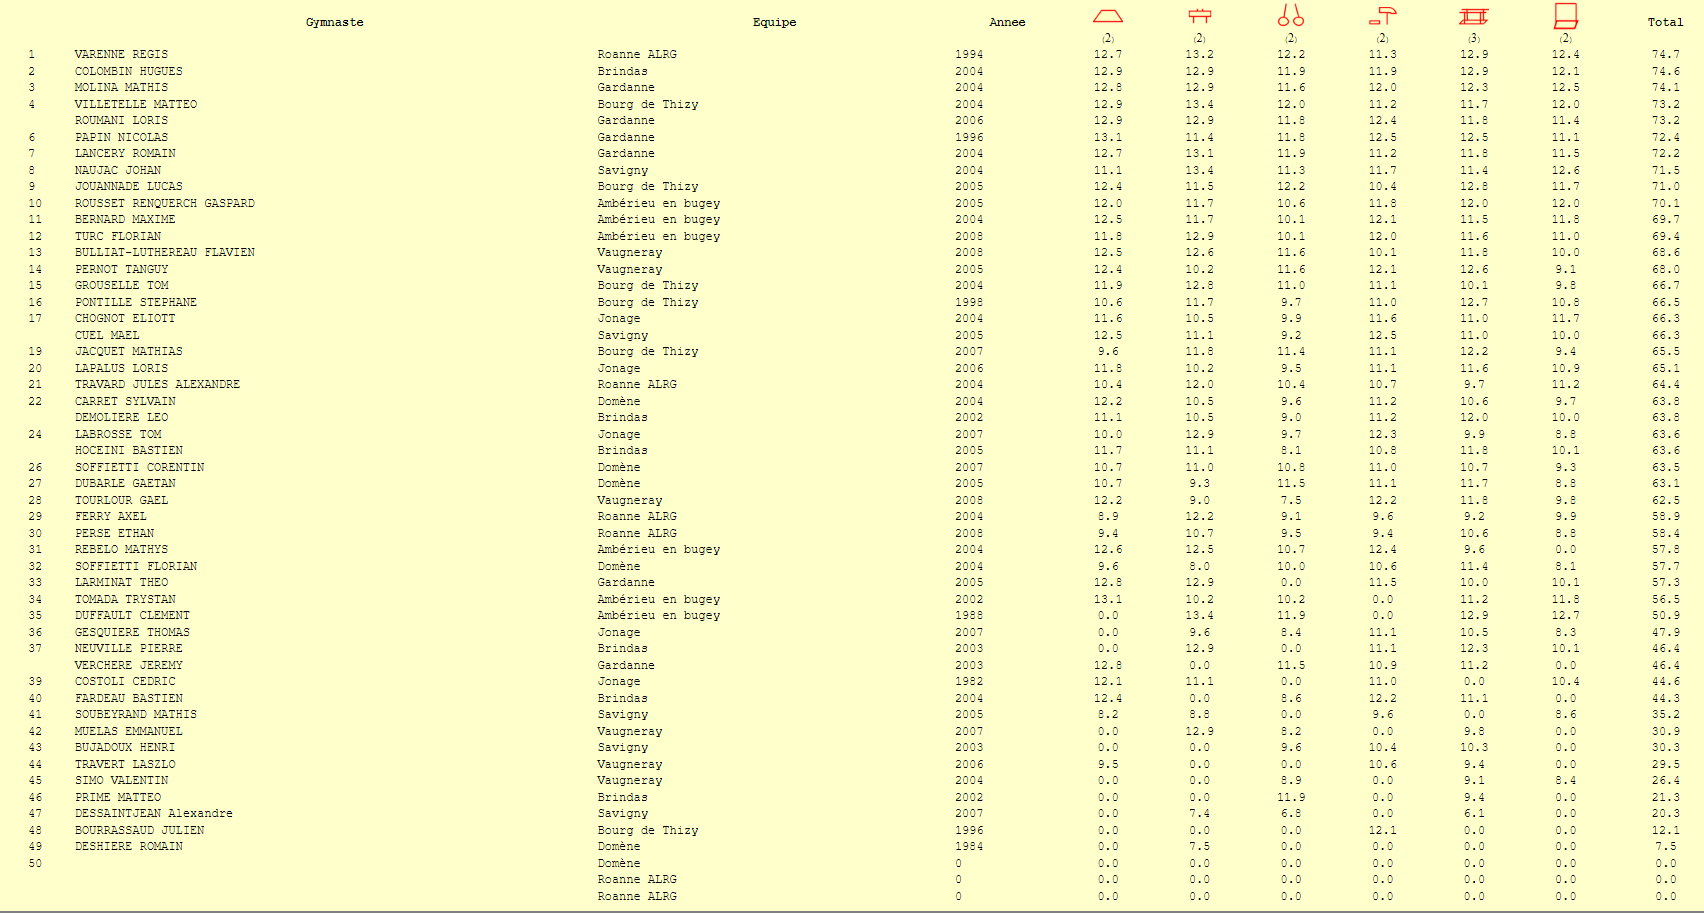 Gymnaste Equipe Annee Total
(2) (2) (2) (2) (3) (2)
1 VARENNE REGIS Roanne ALRG 1994 12.7 13.2 12.2 11.3 12.9 12.4 74.7
2 COLOMBIN HUGUES Brindas 2004 12.9 12.9 11.9 11.9 12.9 12.1 74.6
3 MOLINA MATHIS Gardanne 2004 12.8 12.9 11.6 12.0 12.3 12.5 74.1
4 VILLETELLE MATTEO Bourg de Thizy 2004 12.9 13.4 12.0 11.2 11.7 12.0 73.2
ROUMANI LORIS Gardanne 2006 12.9 12.9 11.8 12.4 11.8 11.4 73.2
6 PAPIN NICOLAS Gardanne 1996 13.1 11.4 11.8 12.5 12.5 11.1 72.4
7 LANCERY ROMAIN Gardanne 2004 12.7 13.1 11.9 11.2 11.8 11.5 72.2
8 NAUJAC JOHAN Savigny 2004 11.1 13.4 11.3 11.7 11.4 12.6 71.5
9 JOUANNADE LUCAS Bourg de Thizy 2005 12.4 11.5 12.2 10.4 12.8 11.7 71.0
10 ROUSSET RENQUERCH GASPARD Ambérieu en bugey 2005 12.0 11.7 10.6 11.8 12.0 12.0 70.1
11 BERNARD MAXIME Ambérieu en bugey 2004 12.5 11.7 10.1 12.1 11.5 11.8 69.7
12 TURC FLORIAN Ambérieu en bugey 2008 11.8 12.9 10.1 12.0 11.6 11.0 69.4
13 BULLIAT-LUTHEREAU FLAVIEN Vaugneray 2008 12.5 12.6 11.6 10.1 11.8 10.0 68.6
14 PERNOT TANGUY Vaugneray 2005 12.4 10.2 11.6 12.1 12.6 9.1 68.0
15 GROUSELLE TOM Bourg de Thizy 2004 11.9 12.8 11.0 11.1 10.1 9.8 66.7
16 PONTILLE STEPHANE Bourg de Thizy 1998 10.6 11.7 9.7 11.0 12.7 10.8 66.5
17 CHOGNOT ELIOTT Jonage 2004 11.6 10.5 9.9 11.6 11.0 11.7 66.3
CUEL MAEL Savigny 2005 12.5 11.1 9.2 12.5 11.0 10.0 66.3
19 JACQUET MATHIAS Bourg de Thizy 2007 9.6 11.8 11.4 11.1 12.2 9.4 65.5
20 LAPALUS LORIS Jonage 2006 11.8 10.2 9.5 11.1 11.6 10.9 65.1
21 TRAVARD JULES ALEXANDRE Roanne ALRG 2004 10.4 12.0 10.4 10.7 9.7 11.2 64.4
22 CARRET SYLVAIN Domène 2004 12.2 10.5 9.6 11.2 10.6 9.7 63.8
DEMOLIERE LEO Brindas 2002 11.1 10.5 9.0 11.2 12.0 10.0 63.8
24 LABROSSE TOM Jonage 2007 10.0 12.9 9.7 12.3 9.9 8.8 63.6
HOCEINI BASTIEN Brindas 2005 11.7 11.1 8.1 10.8 11.8 10.1 63.6
26 SOFFIETTI CORENTIN Domène 2007 10.7 11.0 10.8 11.0 10.7 9.3 63.5
27 DUBARLE GAETAN Domène 2005 10.7 9.3 11.5 11.1 11.7 8.8 63.1
28 TOURLOUR GAEL Vaugneray 2008 12.2 9.0 7.5 12.2 11.8 9.8 62.5
29 FERRY AXEL Roanne ALRG 2004 8.9 12.2 9.1 9.6 9.2 9.9 58.9
30 PERSE ETHAN Roanne ALRG 2008 9.4 10.7 9.5 9.4 10.6 8.8 58.4
31 REBELO MATHYS Ambérieu en bugey 2004 12.6 12.5 10.7 12.4 9.6 0.0 57.8
32 SOFFIETTI FLORIAN Domène 2004 9.6 8.0 10.0 10.6 11.4 8.1 57.7
33 LARMINAT THEO Gardanne 2005 12.8 12.9 0.0 11.5 10.0 10.1 57.3
34 TOMADA TRYSTAN Ambérieu en bugey 2002 13.1 10.2 10.2 0.0 11.2 11.8 56.5
35 DUFFAULT CLEMENT Ambérieu en bugey 1988 0.0 13.4 11.9 0.0 12.9 12.7 50.9
36 GESQUIERE THOMAS Jonage 2007 0.0 9.6 8.4 11.1 10.5 8.3 47.9
37 NEUVILLE PIERRE Brindas 2003 0.0 12.9 0.0 11.1 12.3 10.1 46.4
VERCHERE JEREMY Gardanne 2003 12.8 0.0 11.5 10.9 11.2 0.0 46.4
39 COSTOLI CEDRIC Jonage 1982 12.1 11.1 0.0 11.0 0.0 10.4 44.6
40 FARDEAU BASTIEN Brindas 2004 12.4 0.0 8.6 12.2 11.1 0.0 44.3
41 SOUBEYRAND MATHIS Savigny 2005 8.2 8.8 0.0 9.6 0.0 8.6 35.2
42 MUELAS EMMANUEL Vaugneray 2007 0.0 12.9 8.2 0.0 9.8 0.0 30.9
43 BUJADOUX HENRI Savigny 2003 0.0 0.0 9.6 10.4 10.3 0.0 30.3
44 TRAVERT LASZLO Vaugneray 2006 9.5 0.0 0.0 10.6 9.4 0.0 29.5
45 SIMO VALENTIN Vaugneray 2004 0.0 0.0 8.9 0.0 9.1 8.4 26.4
46 PRIME MATTEO Brindas 2002 0.0 0.0 11.9 0.0 9.4 0.0 21.3
47 DESSAINTJEAN Alexandre Savigny 2007 0.0 7.4 6.8 0.0 6.1 0.0 20.3
48 BOURRASSAUD JULIEN Bourg de Thizy 1996 0.0 0.0 0.0 12.1 0.0 0.0 12.1
49 DESHIERE ROMAIN Domène 1984 0.0 7.5 0.0 0.0 0.0 0.0 7.5
50 Domène 0 0.0 0.0 0.0 0.0 0.0 0.0 0.0
Roanne ALRG 0 0.0 0.0 0.0 0.0 0.0 0.0 0.0
Roanne ALRG 0 0.0 0.0 0.0 0.0 0.0 0.0 0.0